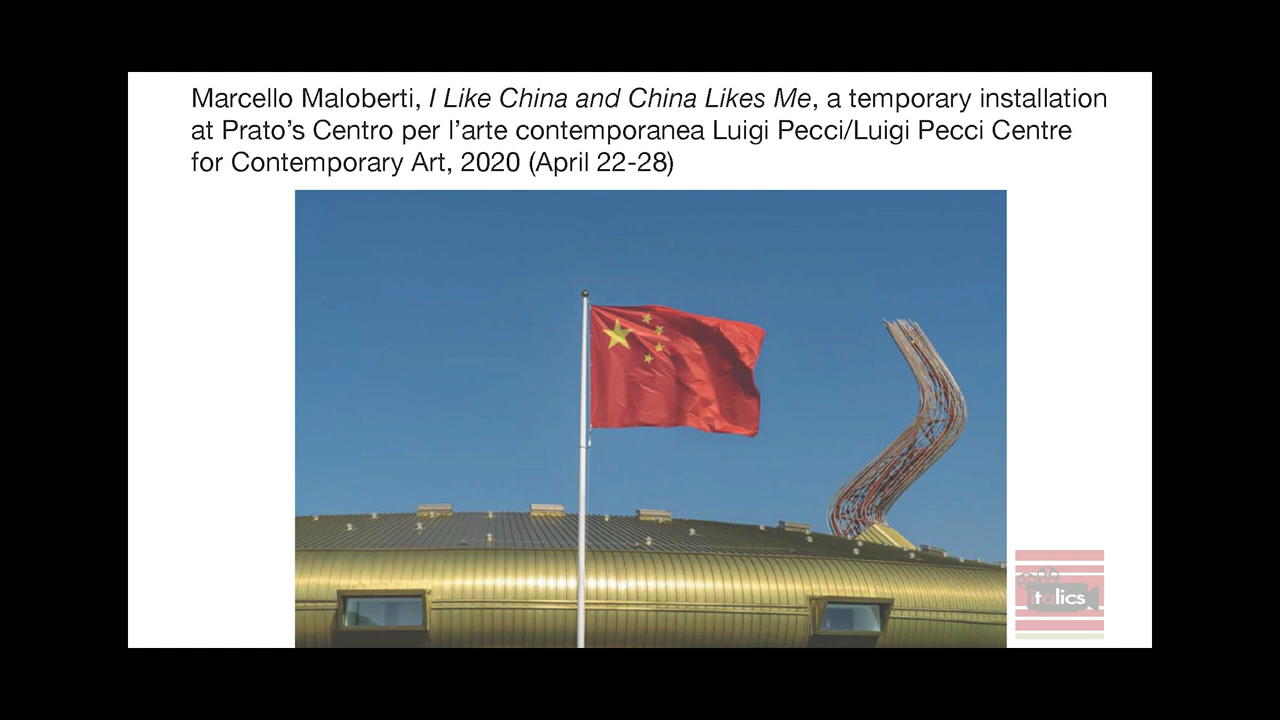 Marcello Maloberti, I Like China and China Likes Me, a temporary installation
at Prato’s Centro per l’arte contemporanea Luigi Pecci/Luigi Pecci Centre
for Contemporary Art, 2020 (April 22-28)
italics